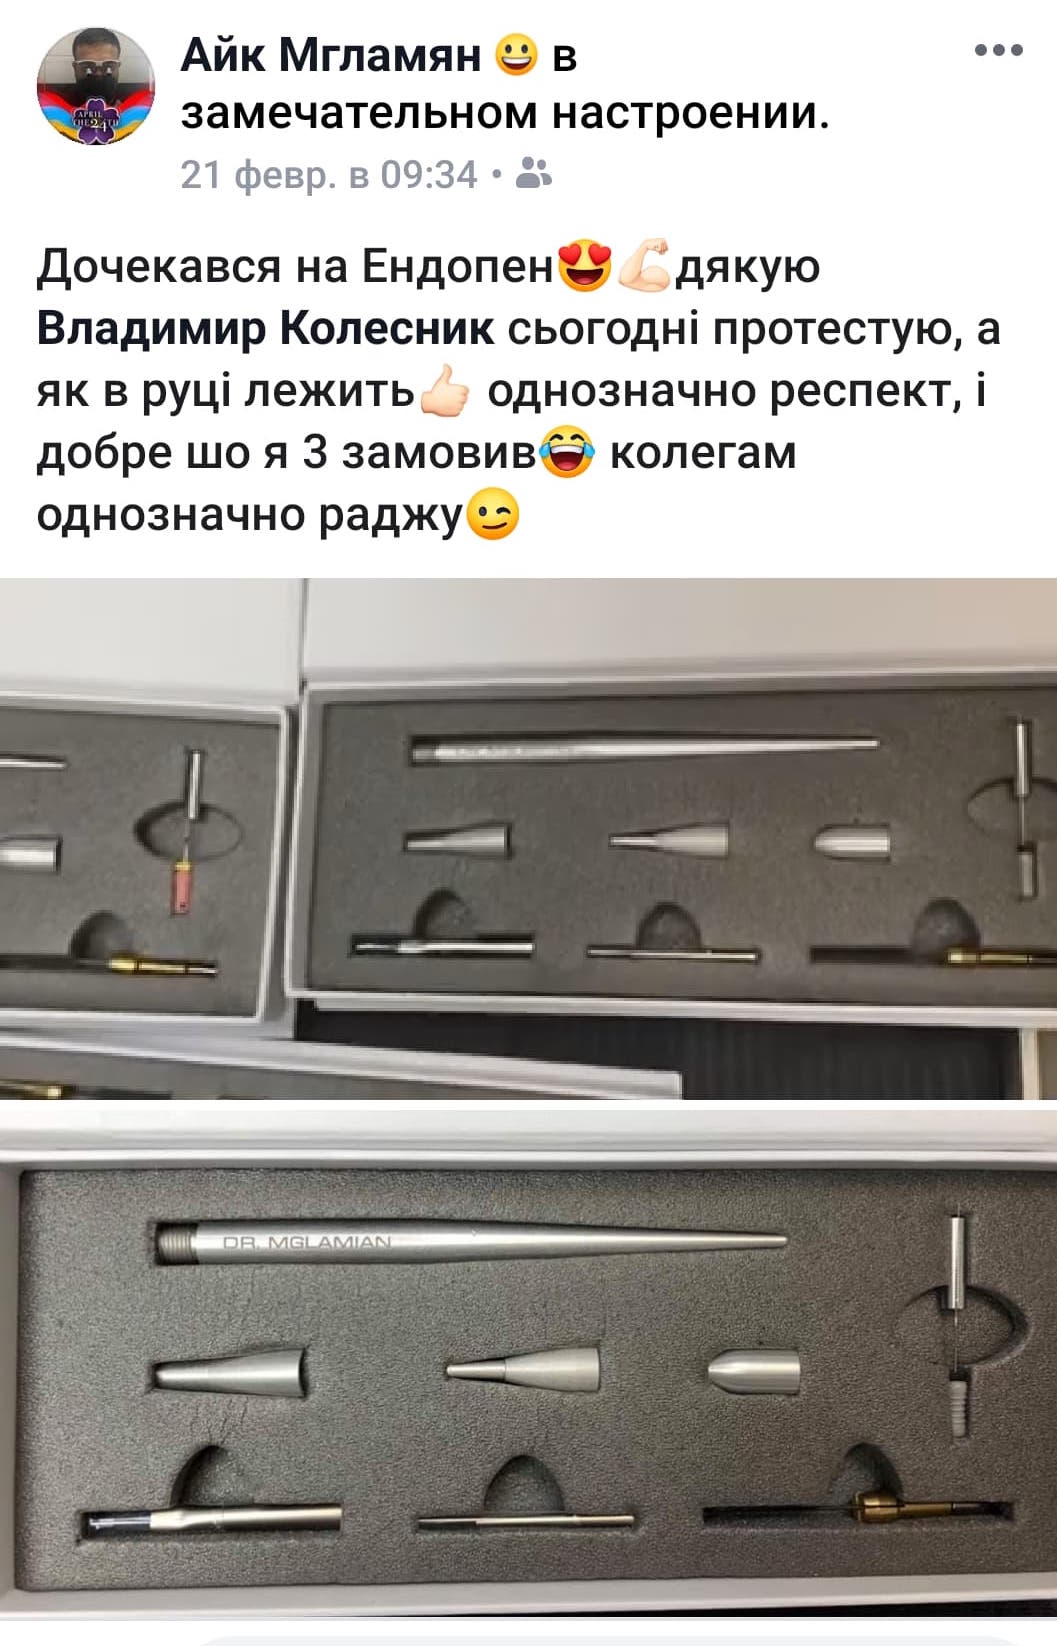 Айк Мгламян 😀 в
замечательном настроении.
21 февр. в 09:34 •
Дочекався на Ендопен😍💪🏻дякую
Владимир Колесник сьогодні протестую, а
як в руці лежить👍🏻 однозначно респект, і
добре шо я 3 замовив😂 колегам
однозначно раджу😉
DR. MGLAMIAN